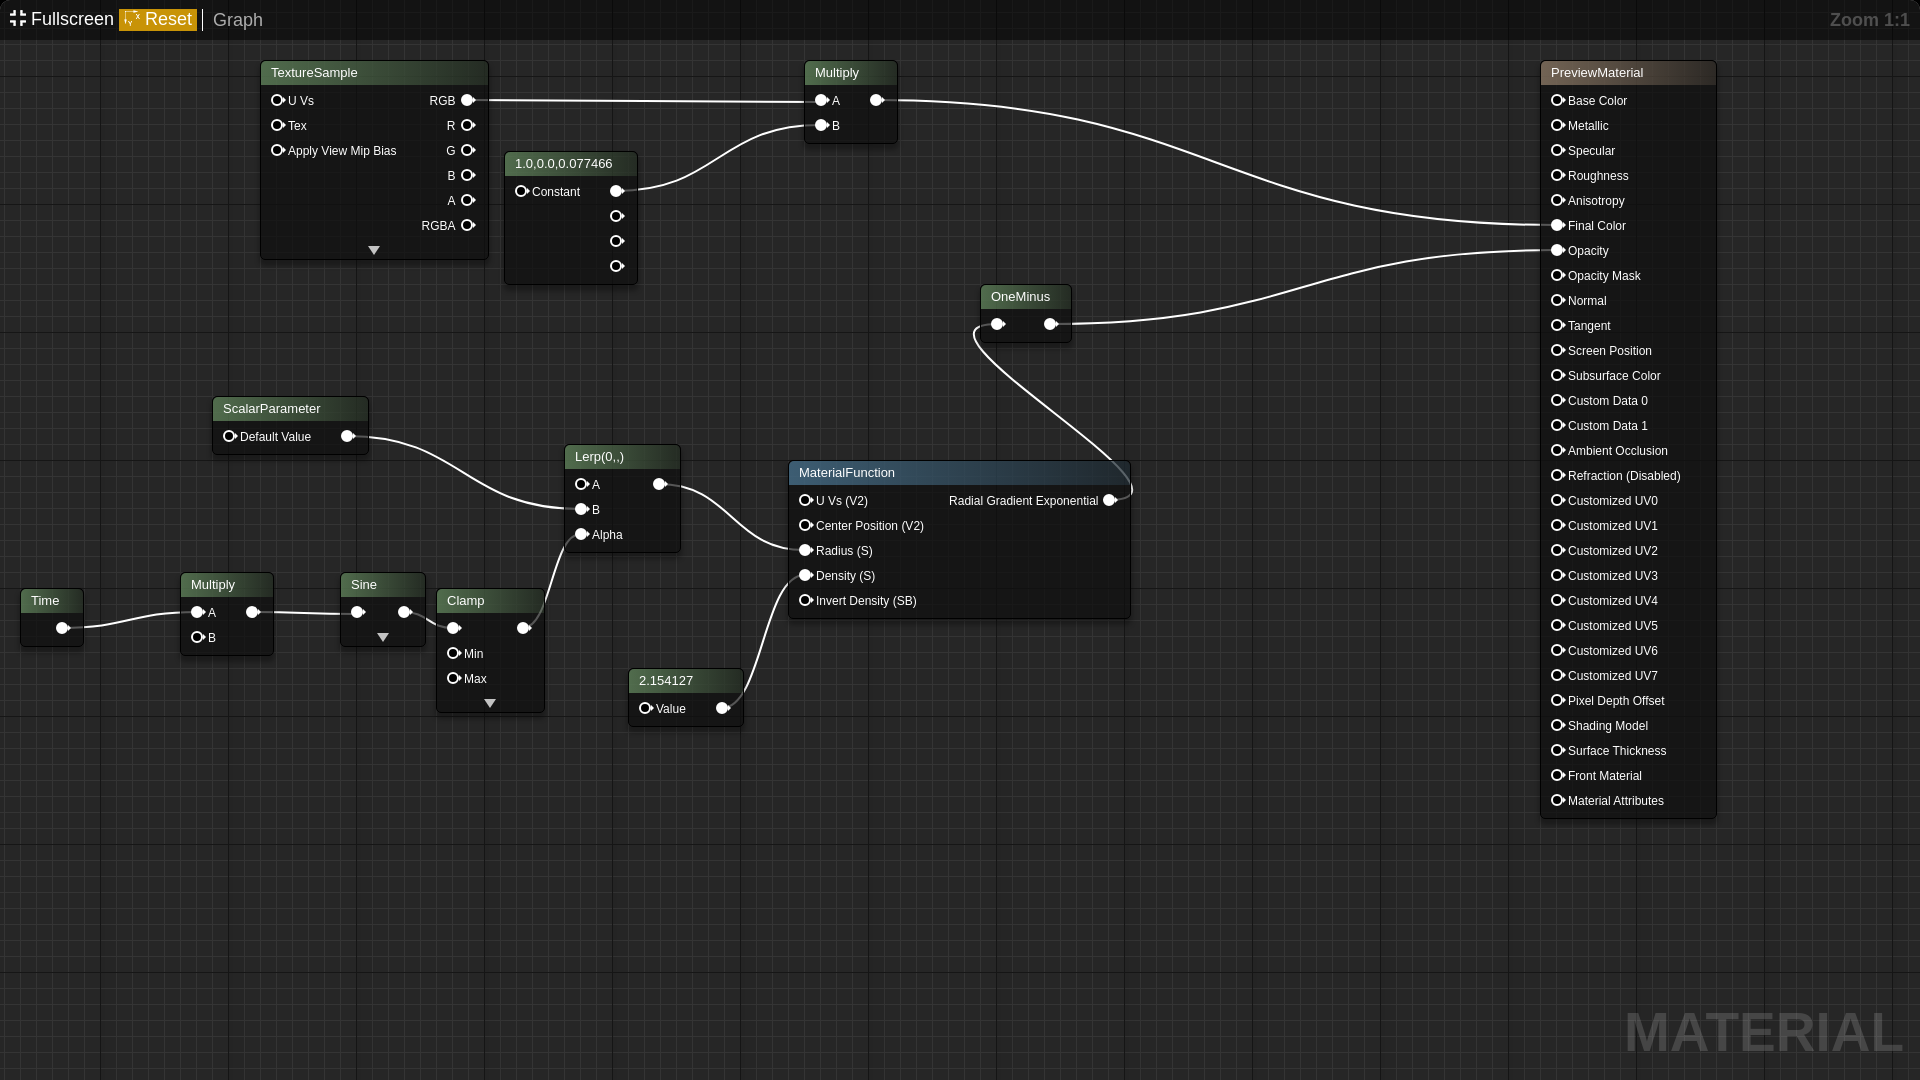 Fullscreen Reset Graph
Zoom 1:1
TextureSample
U Vs RGB
Tex R
Apply View Mip Bias G
B
A
RGBA
1.0,0.0,0.077466
Constant
Multiply
A
B
OneMinus
ScalarParameter
Default Value
Lerp(0,,)
A
B
Alpha
MaterialFunction
U Vs (V2) Radial Gradient Exponential
Center Position (V2)
Radius (S)
Density (S)
Invert Density (SB)
Time
Multiply
A
B
Sine
Clamp
Min
Max
2.154127
Value
PreviewMaterial
Base Color
Metallic
Specular
Roughness
Anisotropy
Final Color
Opacity
Opacity Mask
Normal
Tangent
Screen Position
Subsurface Color
Custom Data 0
Custom Data 1
Ambient Occlusion
Refraction (Disabled)
Customized UV0
Customized UV1
Customized UV2
Customized UV3
Customized UV4
Customized UV5
Customized UV6
Customized UV7
Pixel Depth Offset
Shading Model
Surface Thickness
Front Material
Material Attributes
MATERIAL